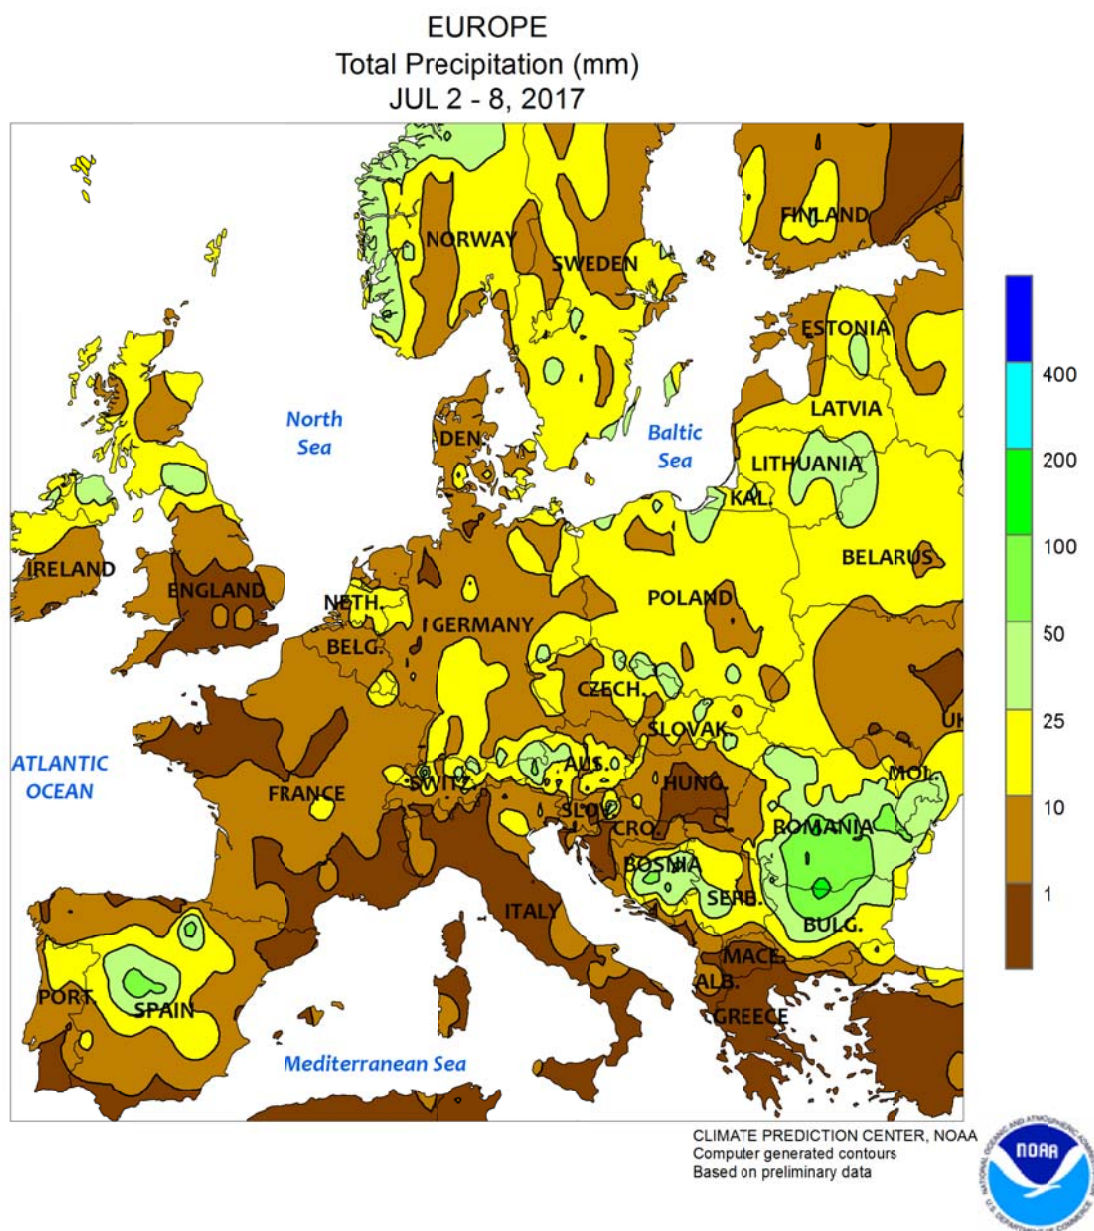 EUROPE
Total Precipitation (mm)
JUL 2 - 8, 2017
NORWAY
FINLAND
SWEDEN
ESTONIA
400
North
Sea
DEN.
Baltic
Sea
LATVIA
LITHUANIA
200
KAL.
IRELAND
ENGLAND
BELARUS
100
NETH.
GERMANY
POLAND
BELG.
50
CZECH.
SLOVAK.
UK
25
ATLANTIC
OCEAN
AUS.
MOL.
SWITZ.
HUNG.
FRANCE
SLOV.
CRO.
ROMANIA
10
BOSNIA
SERB.
1
ITALY
BULG.
MACE.
PORT.
SPAIN
ALB.
GREECE
Mediterranean Sea
CLIMATE PREDICTION CENTER, NOAA
Computer generated contours
Based on preliminary data
NOAA